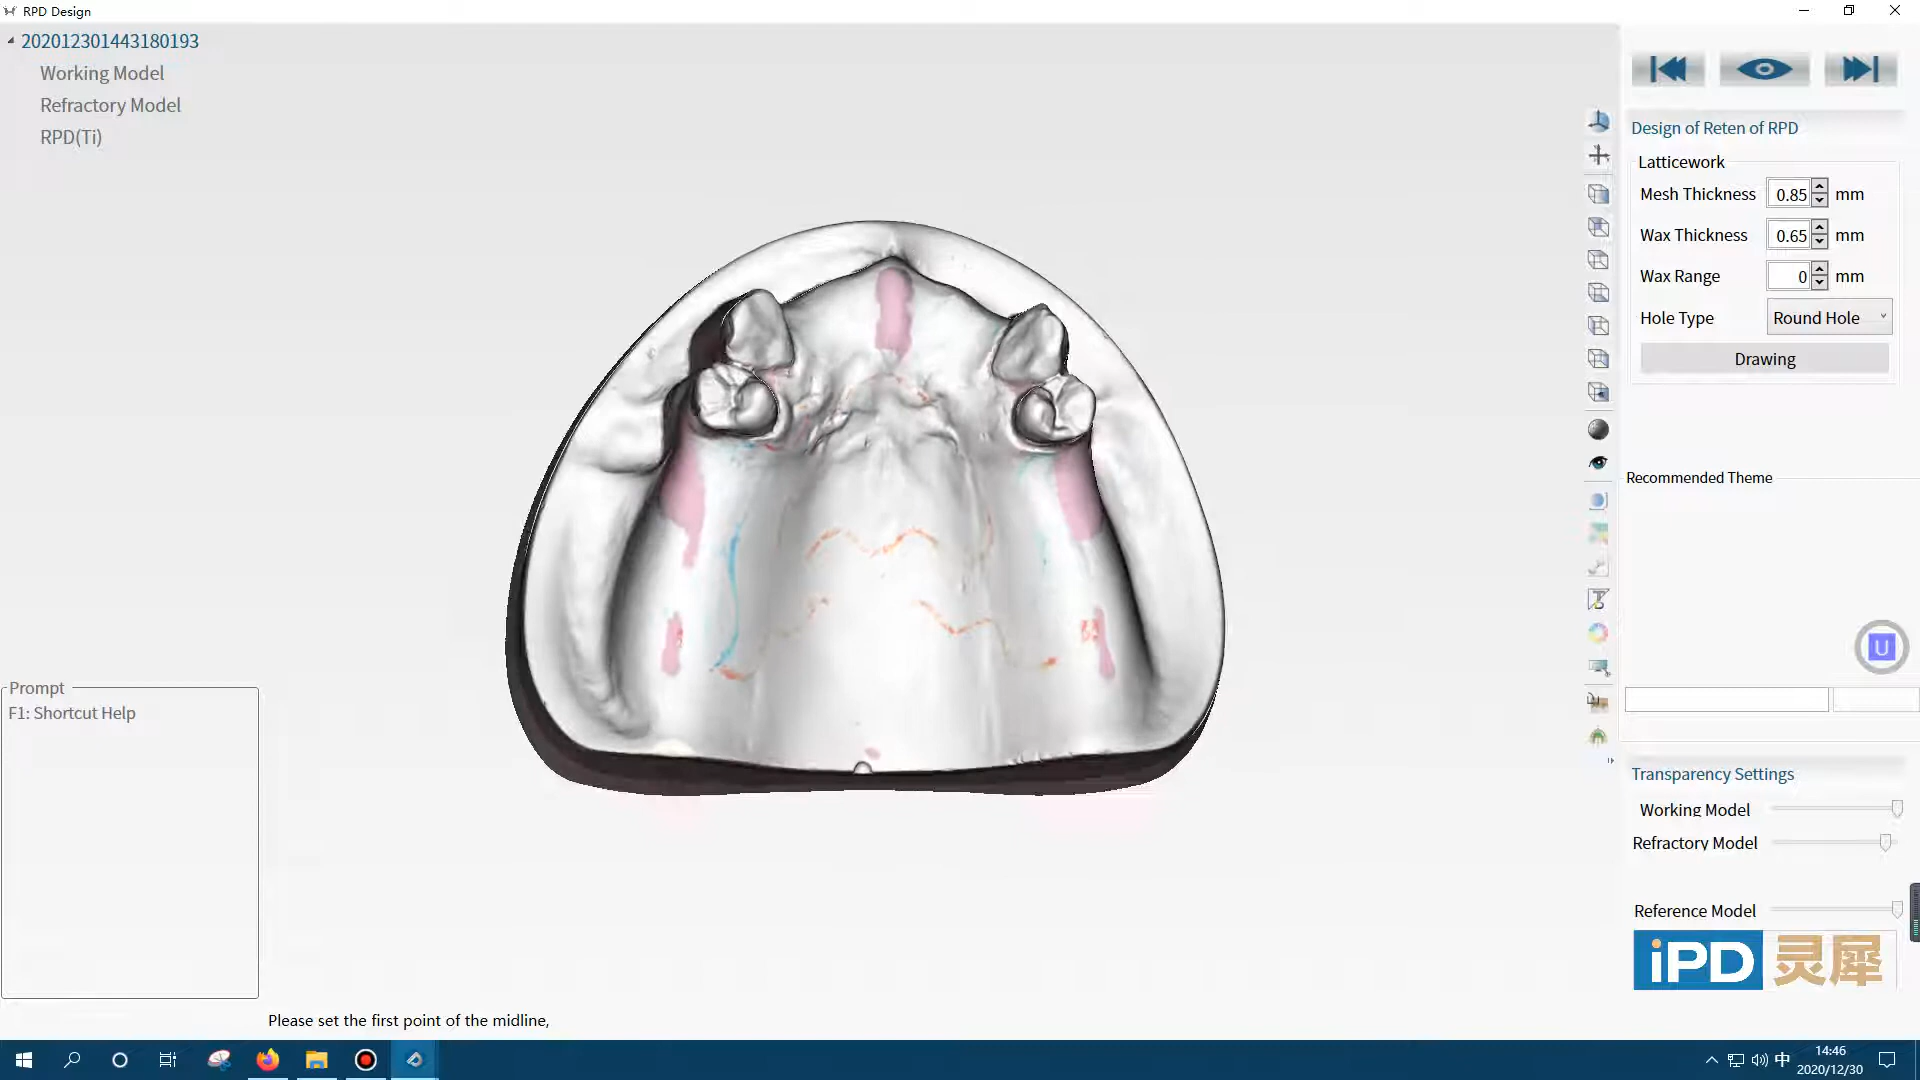 RPD Design
202012301443180193
Working Model
Refractory Model
RPD(Ti)
Design of Reten of RPD
Latticework
Mesh Thickness 0.85 mm
Wax Thickness 0.65 mm
Wax Range 0 mm
Hole Type Round Hole
Drawing
Recommended Theme
U
Prompt
F1: Shortcut Help
Transparency Settings
Working Model
Refractory Model
Reference Model
iPD 灵犀
Please set the first point of the midline,
中
14:46
2020/12/30